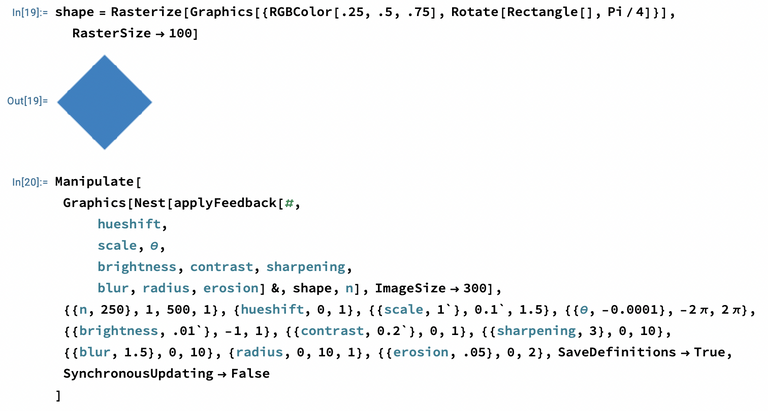 In[19]:= shape = Rasterize[Graphics[{RGBColor[.25, .5, .75], Rotate[Rectangle[], Pi / 4]}],
RasterSize → 100]
Out[19]=
In[20]:= Manipulate[
Graphics[Nest[applyFeedback[#,
hueshift,
scale, θ,
brightness, contrast, sharpening,
blur, radius, erosion] &, shape, n], ImageSize → 300],
{{n, 250}, 1, 500, 1}, {hueshift, 0, 1}, {{scale, 1`}, 0.1`, 1.5}, {{θ, -0.0001}, -2 π, 2 π},
{{brightness, .01`}, -1, 1}, {{contrast, 0.2`}, 0, 1}, {{sharpening, 3}, 0, 10},
{{blur, 1.5}, 0, 10}, {radius, 0, 10, 1}, {{erosion, .05}, 0, 2}, SaveDefinitions → True,
SynchronousUpdating → False
]